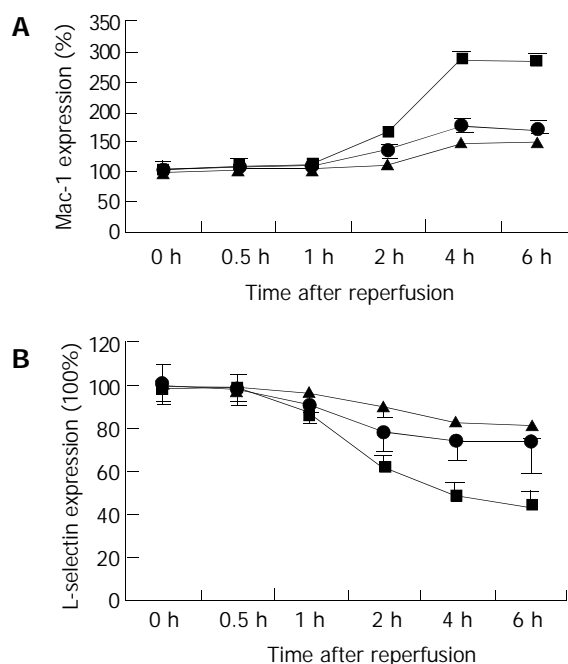 A
Mac-1 expression (%)
350
300
250
200
150
100
50
0
0 h 0.5 h 1 h 2 h 4 h 6 h
Time after reperfusion
B
L-selectin expression (100%)
120
100
80
60
40
20
0
0 h 0.5 h 1 h 2 h 4 h 6 h
Time after reperfusion